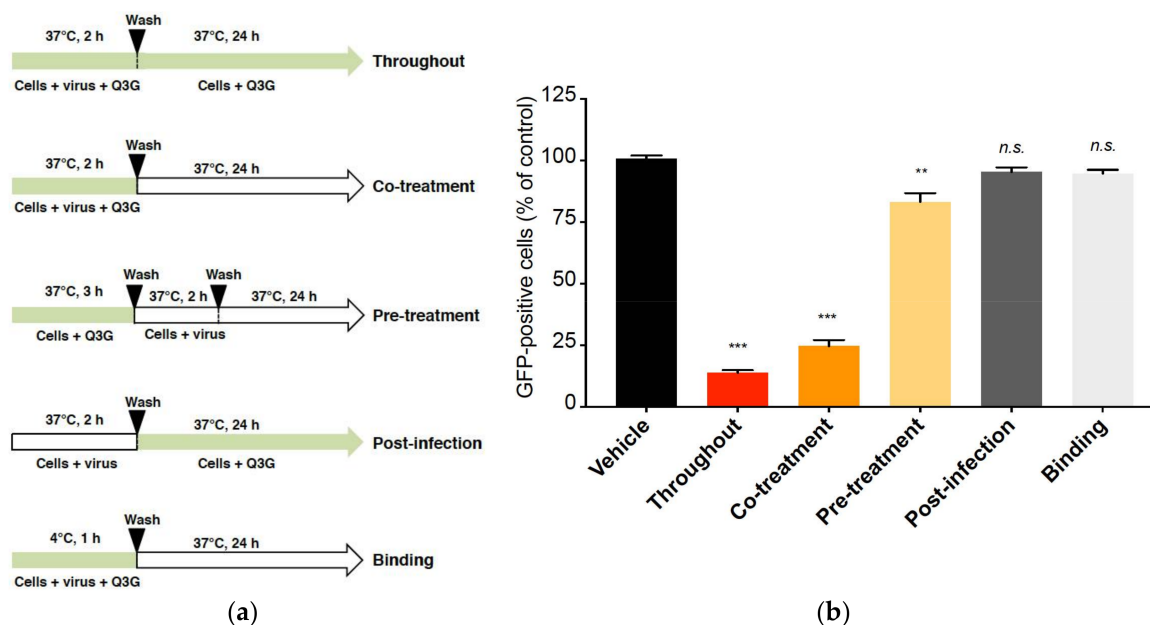 Wash
37°C, 2 h 37°C, 24 h
Throughout
Cells + virus + Q3G Cells + Q3G
Wash
37°C, 2 h 37°C, 24 h
Co-treatment
Cells + virus + Q3G
Wash Wash
37°C, 3 h 37°C, 2 h 37°C, 24 h
Pre-treatment
Cells + Q3G Cells + virus
Wash
37°C, 2 h 37°C, 24 h
Post-infection
Cells + virus Cells + Q3G
Wash
4°C, 1 h 37°C, 24 h
Binding
Cells + virus + Q3G
(a)
GFP-positive cells (% of control)
125
100
75
50
25
0
***
***
**
n.s.
n.s.
Vehicle
Throughout
Co-treatment
Pre-treatment
Post-infection
Binding
(b)